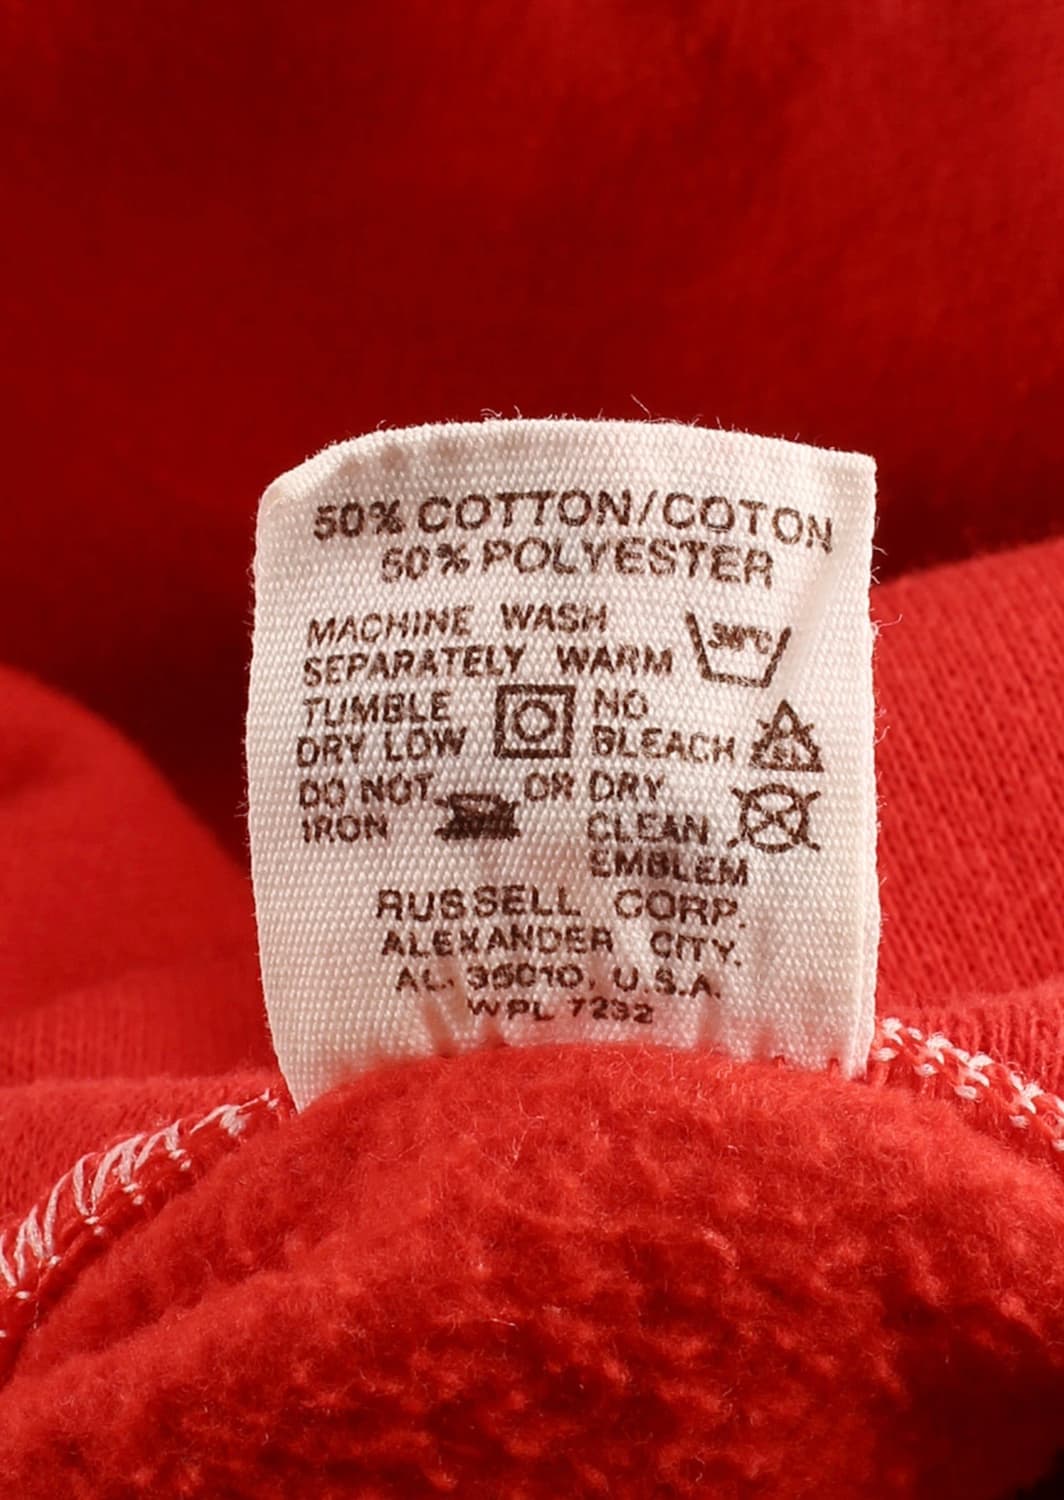 50% COTTON/COTON
50% POLYESTER
MACHINE WASH
SEPARATELY WARM
TUMBLE
DRY LOW
NO
BLEACH
DO NOT
IRON
OR DRY
CLEAN
EMBLEM
RUSSELL CORP.
ALEXANDER CITY.
AL. 35010, U.S.A.
WPL 7232